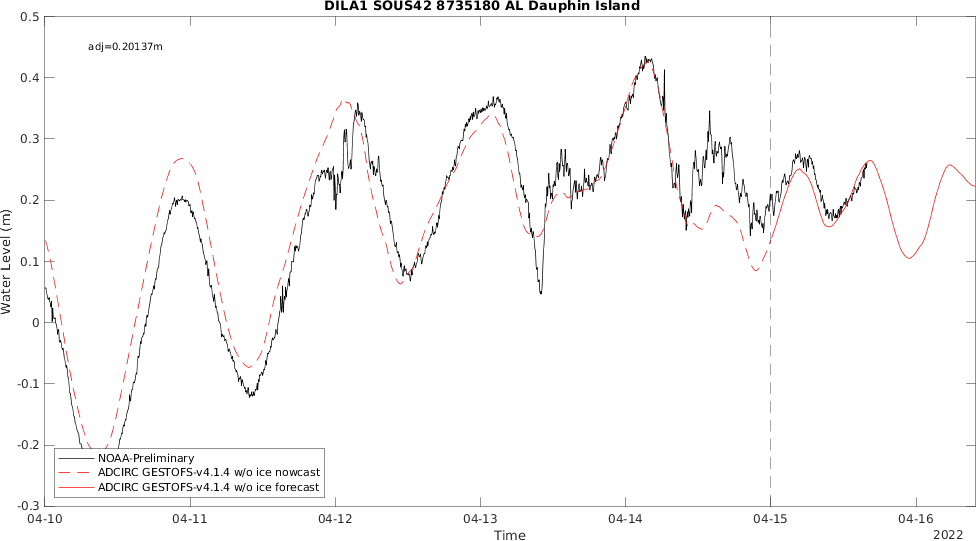 DILA1 SOUS42 8735180 AL Dauphin Island
adj=0.20137m
0.5
0.4
0.3
0.2
0.1
0
-0.1
-0.2
-0.3
Water Level (m)
NOAA-Preliminary
ADCIRC GESTOFS-v4.1.4 w/o ice nowcast
ADCIRC GESTOFS-v4.1.4 w/o ice forecast
04-10 04-11 04-12 04-13 04-14 04-15 04-16
Time
2022